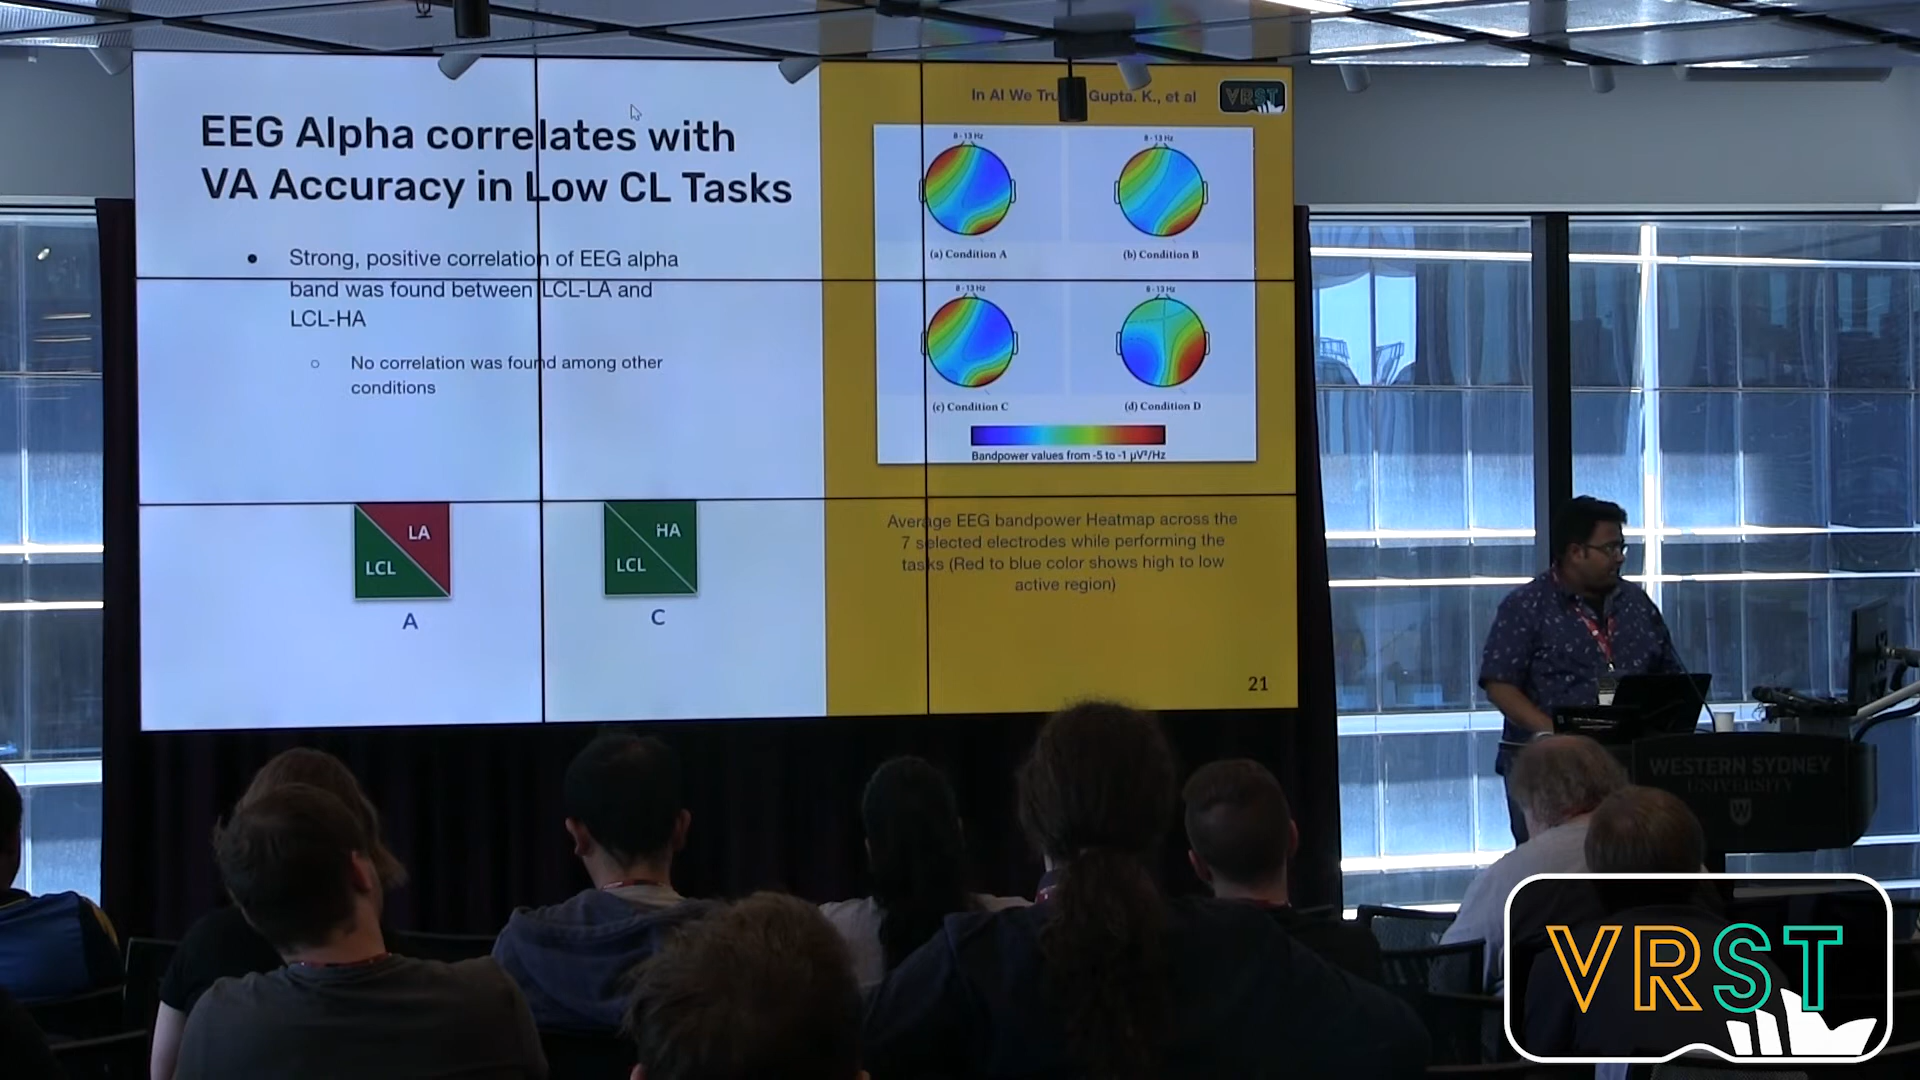 EEG Alpha correlates with
VA Accuracy in Low CL Tasks
● Strong, positive correlation of EEG alpha
band was found between LCL-LA and
LCL-HA
○ No correlation was found among other
conditions
LA
LCL
A
HA
LCL
C
In AI We Tru Gupta. K., et al
VRST
8 - 13 Hz
(a) Condition A
8 - 13 Hz
(b) Condition B
8 - 13 Hz
(c) Condition C
8 - 13 Hz
(d) Condition D
Bandpower values from -5 to -1 μV²/Hz
Average EEG bandpower Heatmap across the
7 selected electrodes while performing the
tasks (Red to blue color shows high to low
active region)
21
WESTERN SYDNEY
UNIVERSITY
W
VRST